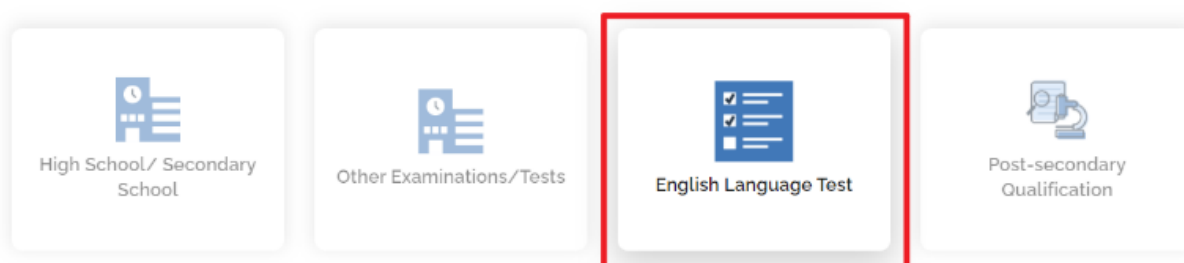 High School/ Secondary
School
Other Examinations/Tests
English Language Test
Post-secondary
Qualification